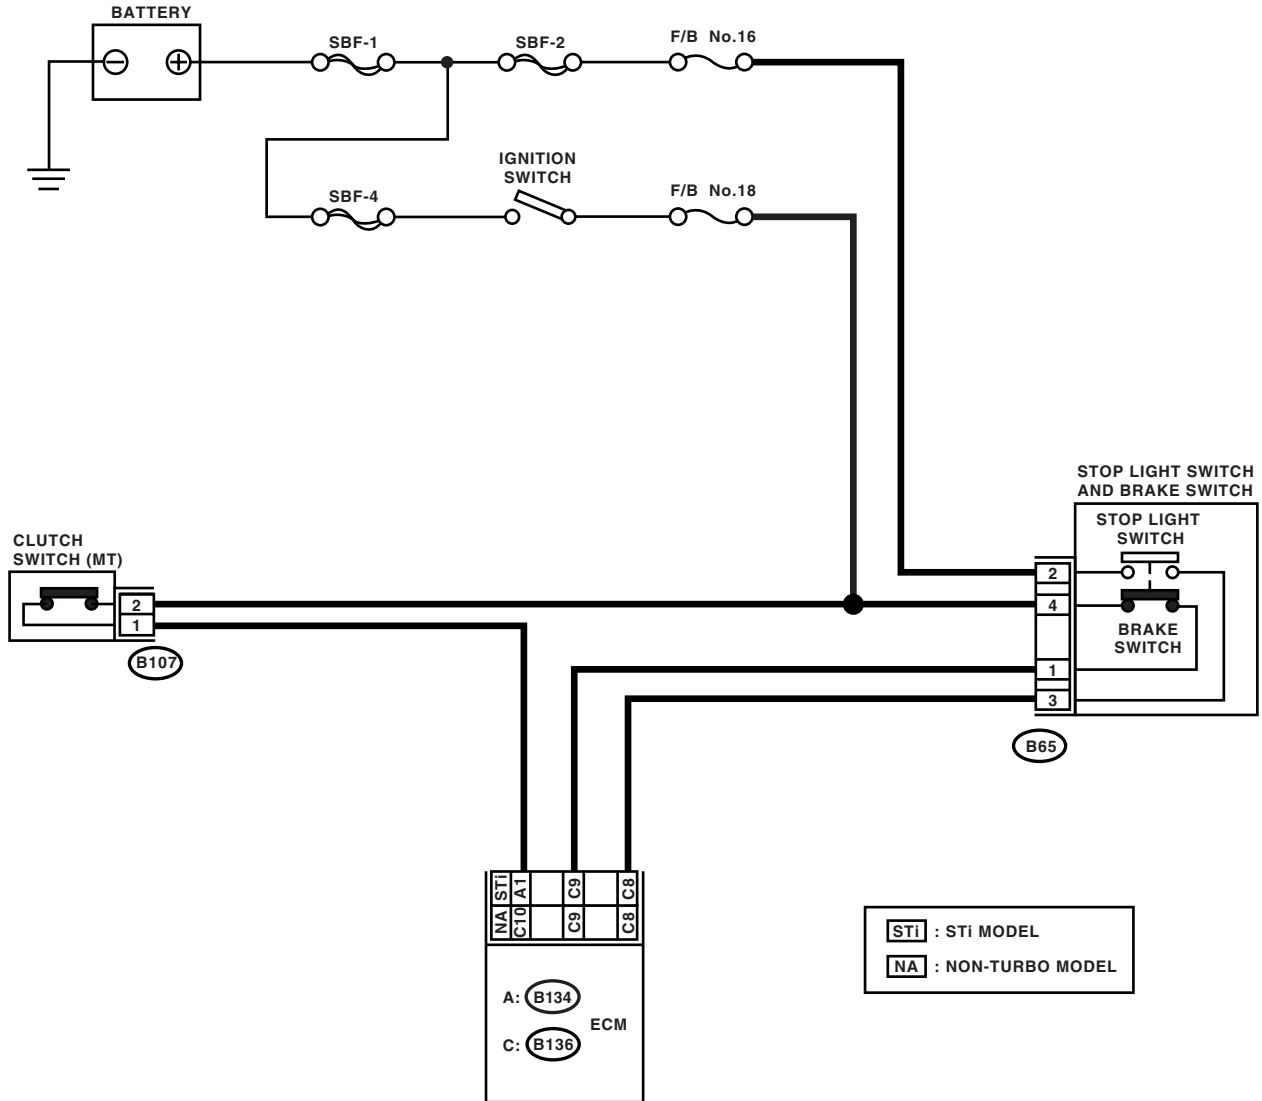 BATTERY
SBF-1
SBF-2
F/B No.16
IGNITION
SWITCH
SBF-4
F/B No.18
STOP LIGHT SWITCH
AND BRAKE SWITCH
STOP LIGHT
SWITCH
CLUTCH
SWITCH (MT)
2
4
BRAKE
SWITCH
1
3
2
1
B107
B65
STi
A1
C9
C8
NA
C10
C9
C8
STi : STi MODEL
NA : NON-TURBO MODEL
A: B134
ECM
C: B136